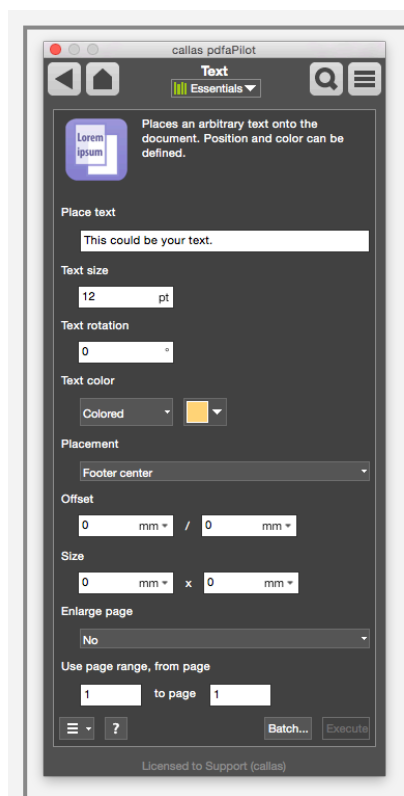 callas pdfaPilot
Text
Essentials
Lorem
ipsum
Places an arbitrary text onto the
document. Position and color can be
defined.
Place text
This could be your text.
Text size
12 pt
Text rotation
0 °
Text color
Colored
Placement
Footer center
Offset
0 mm / 0 mm
Size
0 mm x 0 mm
Enlarge page
No
Use page range, from page
1 to page 1
? Batch... Execute
Licensed to Support (callas)